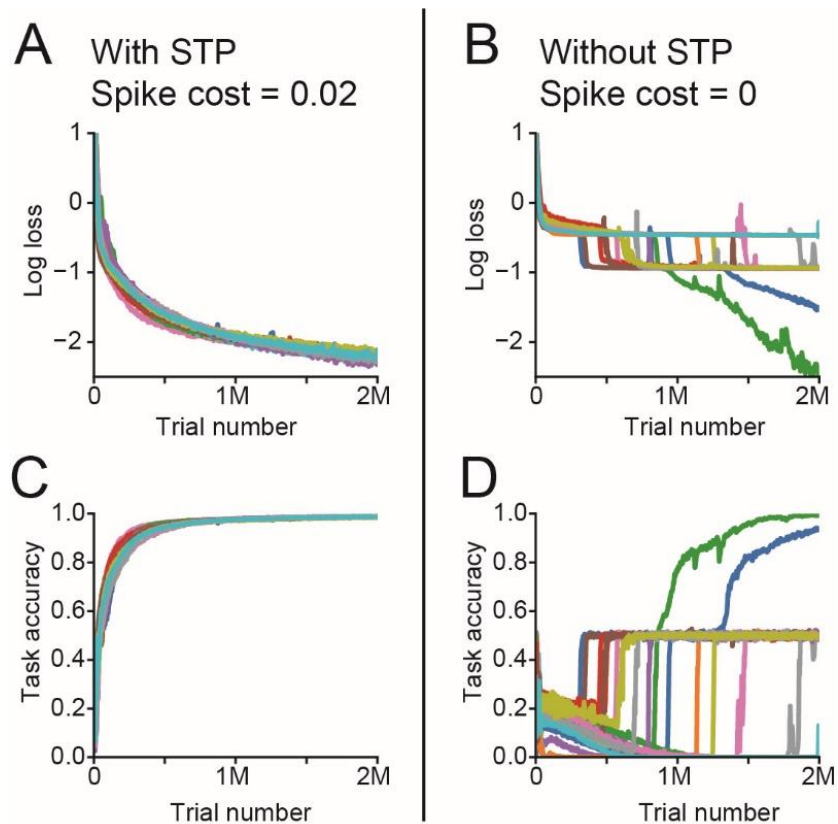 A With STP
Spike cost = 0.02
1
0
−1
−2
Log loss
0 1M 2M
Trial number
B Without STP
Spike cost = 0
1
0
−1
−2
Log loss
0 1M 2M
Trial number
C
1.0
0.8
0.6
0.4
0.2
0.0
Task accuracy
0 1M 2M
Trial number
D
1.0
0.8
0.6
0.4
0.2
0.0
Task accuracy
0 1M 2M
Trial number